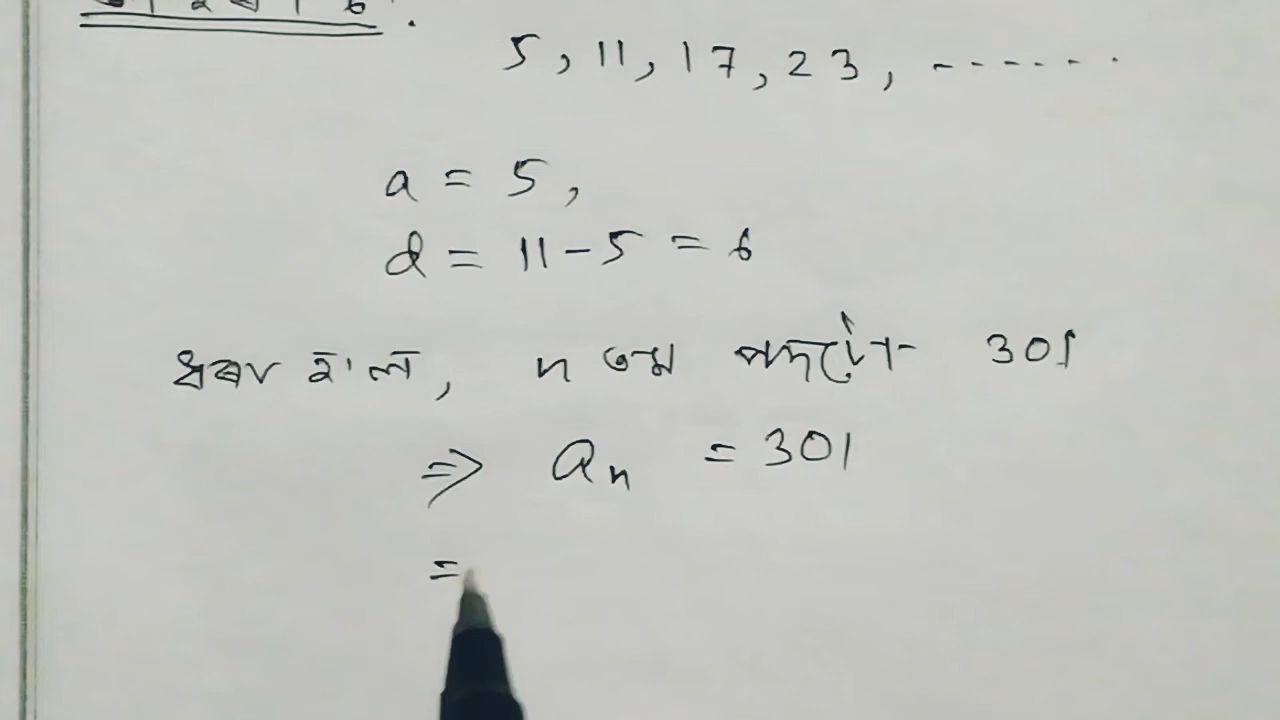 5, 11, 17, 23, ------
a = 5,
d = 11 - 5 = 6
ধৰা হ'ল, n তম পদটো 301
⇒ aₙ = 301
=